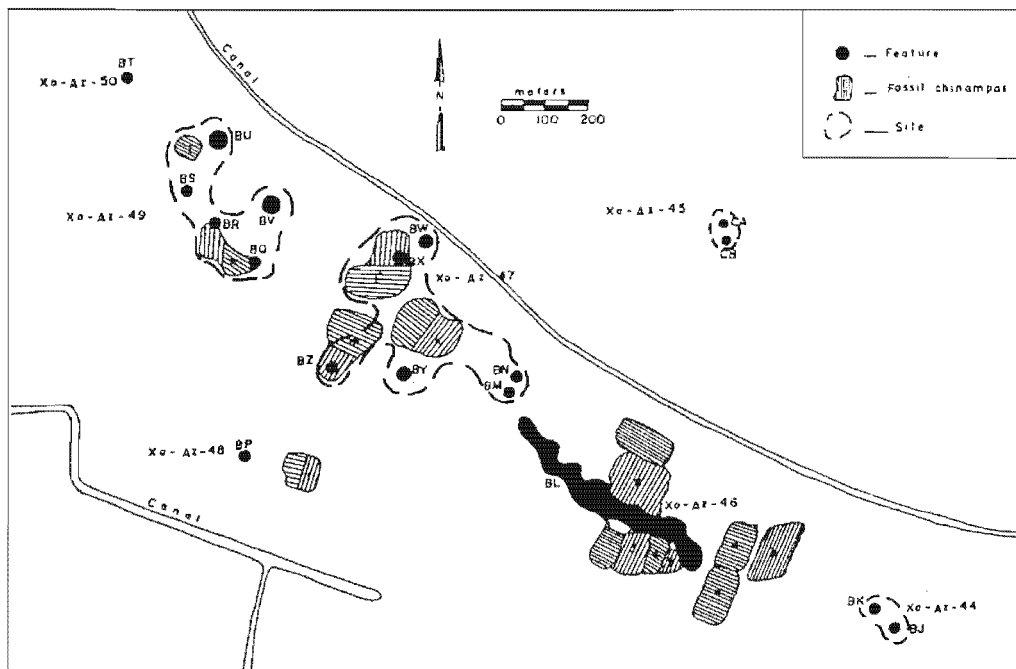 Canal
BT
Xo-Az-50
N
meters
0 100 200
Feature
Fossil chinampas
Site
BU
BS
BV
Xo-Az-49
BR
BQ
BW
BX
Xo-Az-47
Xo-Az-45
CA
CB
BZ
BY
BN
BM
Xo-Az-48
BP
BL
Xo-Az-46
Canal
BK
Xo-Az-44
BJ